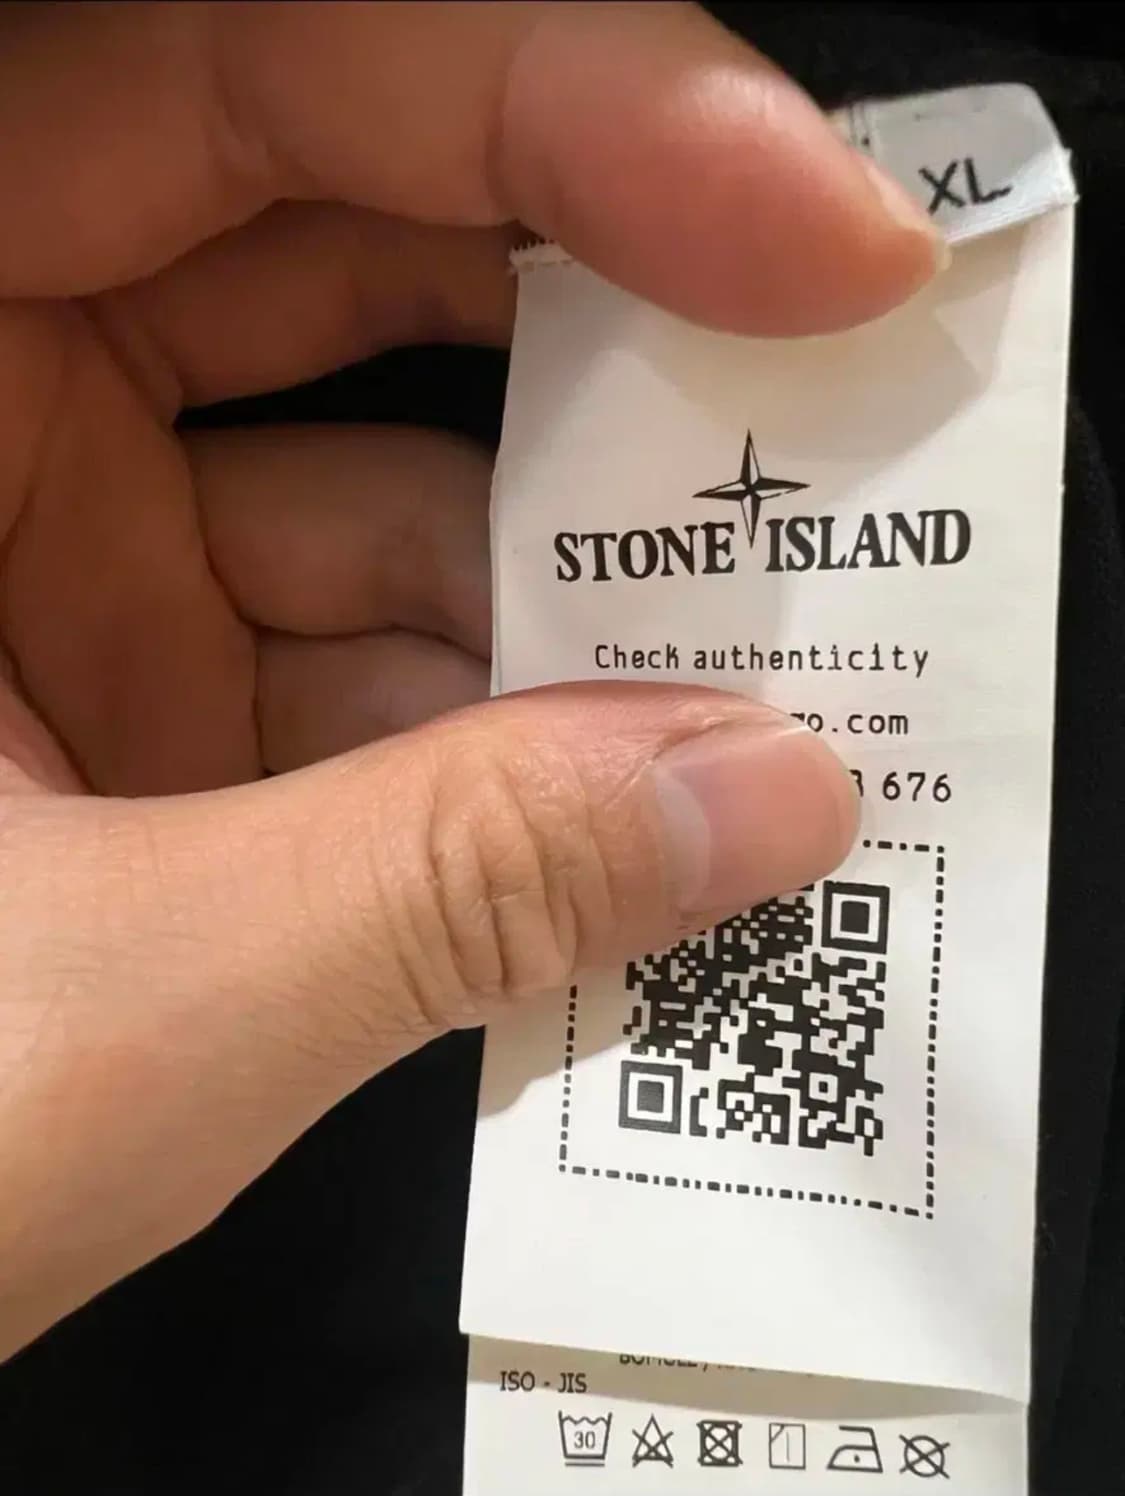 XL
STONE ISLAND
Check authenticity
o.com
676
ISO - JIS
30